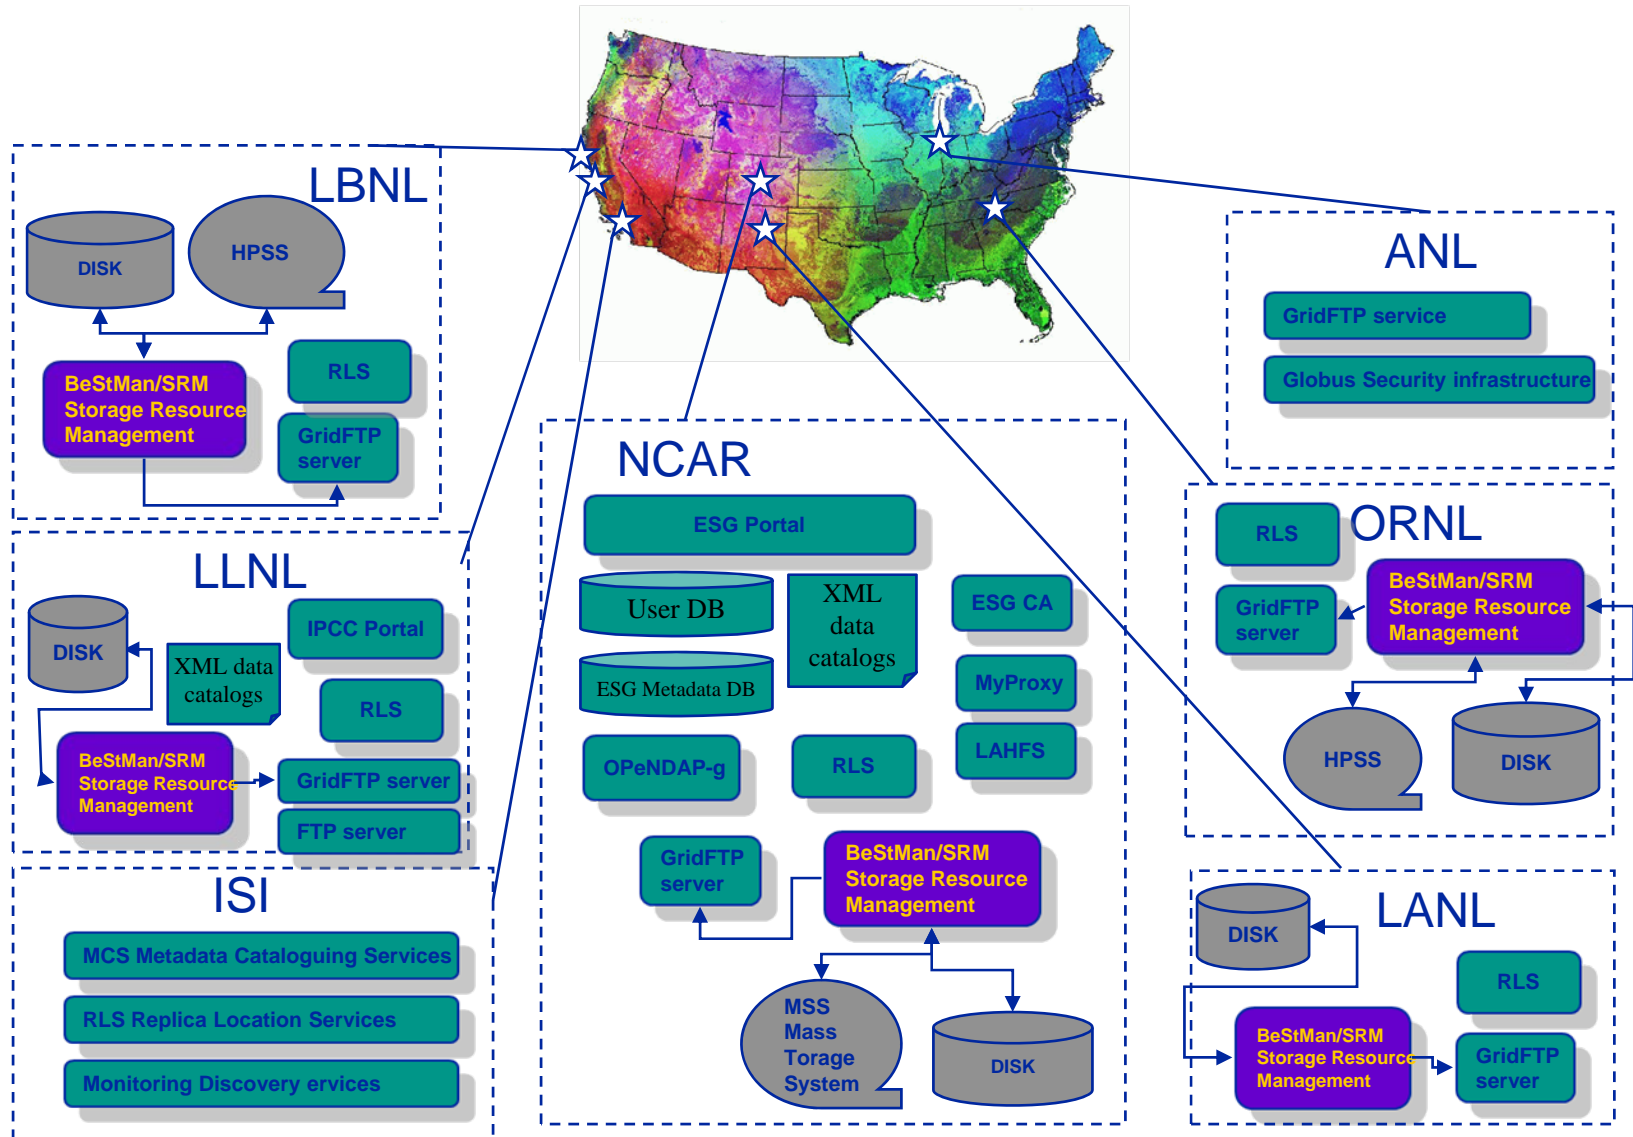 LBNL
DISK
HPSS
BeStMan/SRM
Storage Resource
Management
RLS
GridFTP
server
LLNL
DISK
XML data
catalogs
IPCC Portal
RLS
BeStMan/SRM
Storage Resource
Management
GridFTP server
FTP server
ISI
MCS Metadata Cataloguing Services
RLS Replica Location Services
Monitoring Discovery ervices
NCAR
ESG Portal
User DB
XML
data
catalogs
ESG CA
ESG Metadata DB
MyProxy
OPeNDAP-g
RLS
LAHFS
GridFTP
server
BeStMan/SRM
Storage Resource
Management
MSS
Mass
Torage
System
DISK
ANL
GridFTP service
Globus Security infrastructure
ORNL
RLS
GridFTP
server
BeStMan/SRM
Storage Resource
Management
HPSS
DISK
LANL
DISK
RLS
BeStMan/SRM
Storage Resource
Management
GridFTP
server